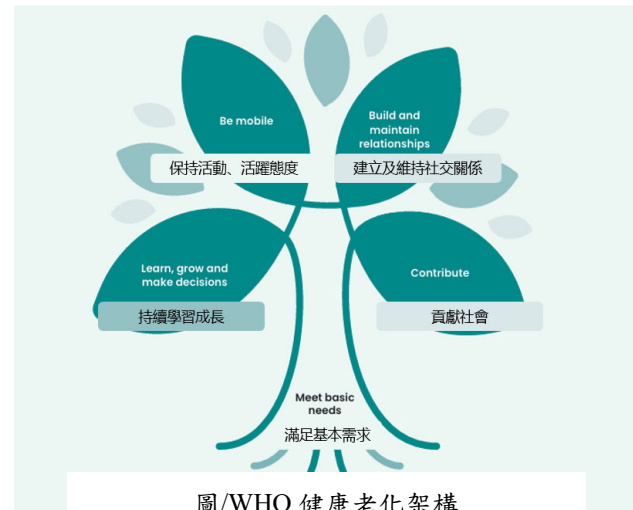 Be mobile
保持活動、活躍態度
Build and
maintain
relationships
建立及維持社交關係
Learn, grow and
make decisions
持續學習成長
Contribute
貢獻社會
Meet basic
needs
滿足基本需求
圖/WHO 健康老化架構